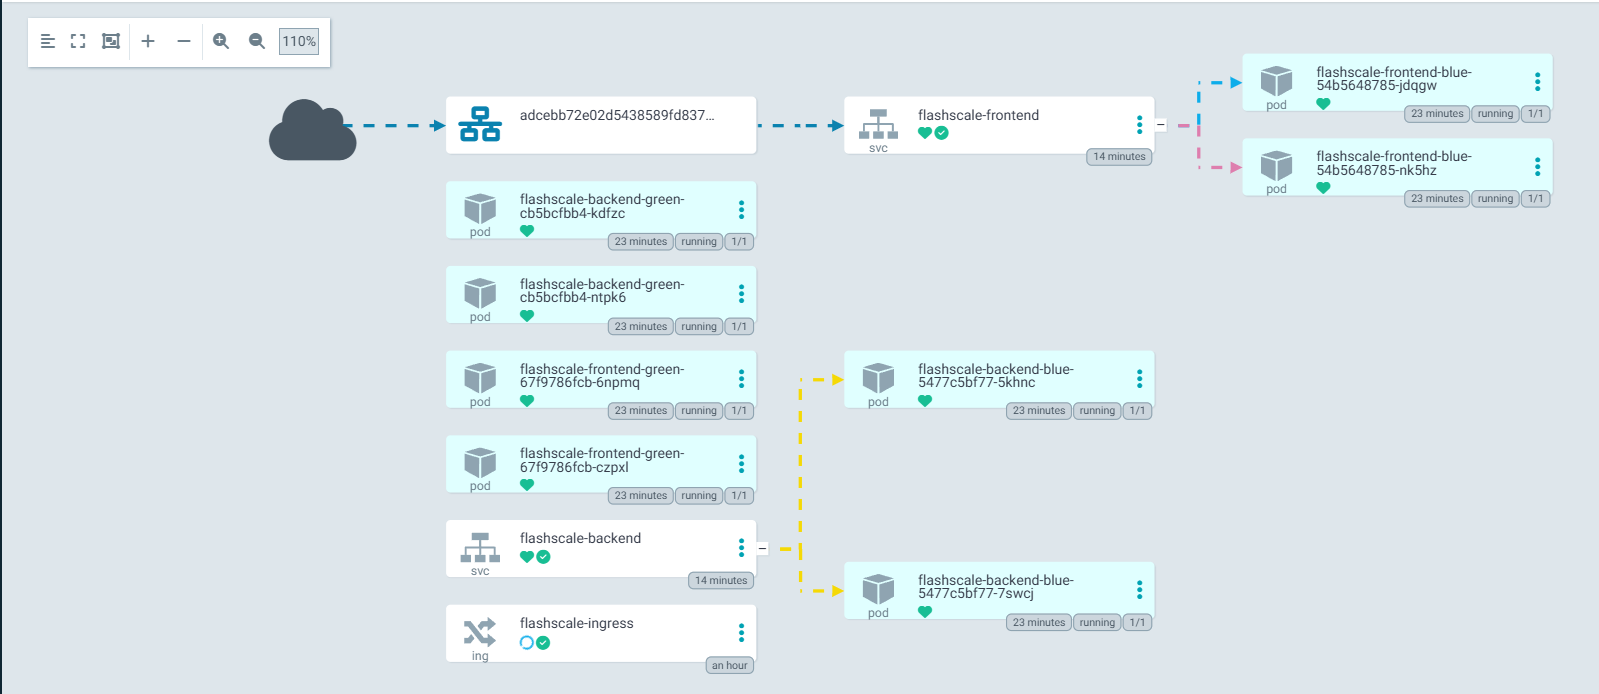 110%
adcebb72e02d5438589fd837...
flashscale-frontend
svc
14 minutes
flashscale-frontend-blue-
54b5648785-jdqgw
pod
23 minutes
running
1/1
flashscale-frontend-blue-
54b5648785-nk5hz
pod
23 minutes
running
1/1
flashscale-backend-green-
cb5bcfbb4-kdfzc
pod
23 minutes
running
1/1
flashscale-backend-green-
cb5bcfbb4-ntpk6
pod
23 minutes
running
1/1
flashscale-frontend-green-
67f9786fcb-6npmq
pod
23 minutes
running
1/1
flashscale-backend-blue-
5477c5bf77-5khnc
pod
23 minutes
running
1/1
flashscale-frontend-green-
67f9786fcb-czpxl
pod
23 minutes
running
1/1
flashscale-backend
svc
14 minutes
flashscale-backend-blue-
5477c5bf77-7swcj
pod
23 minutes
running
1/1
flashscale-ingress
ing
an hour